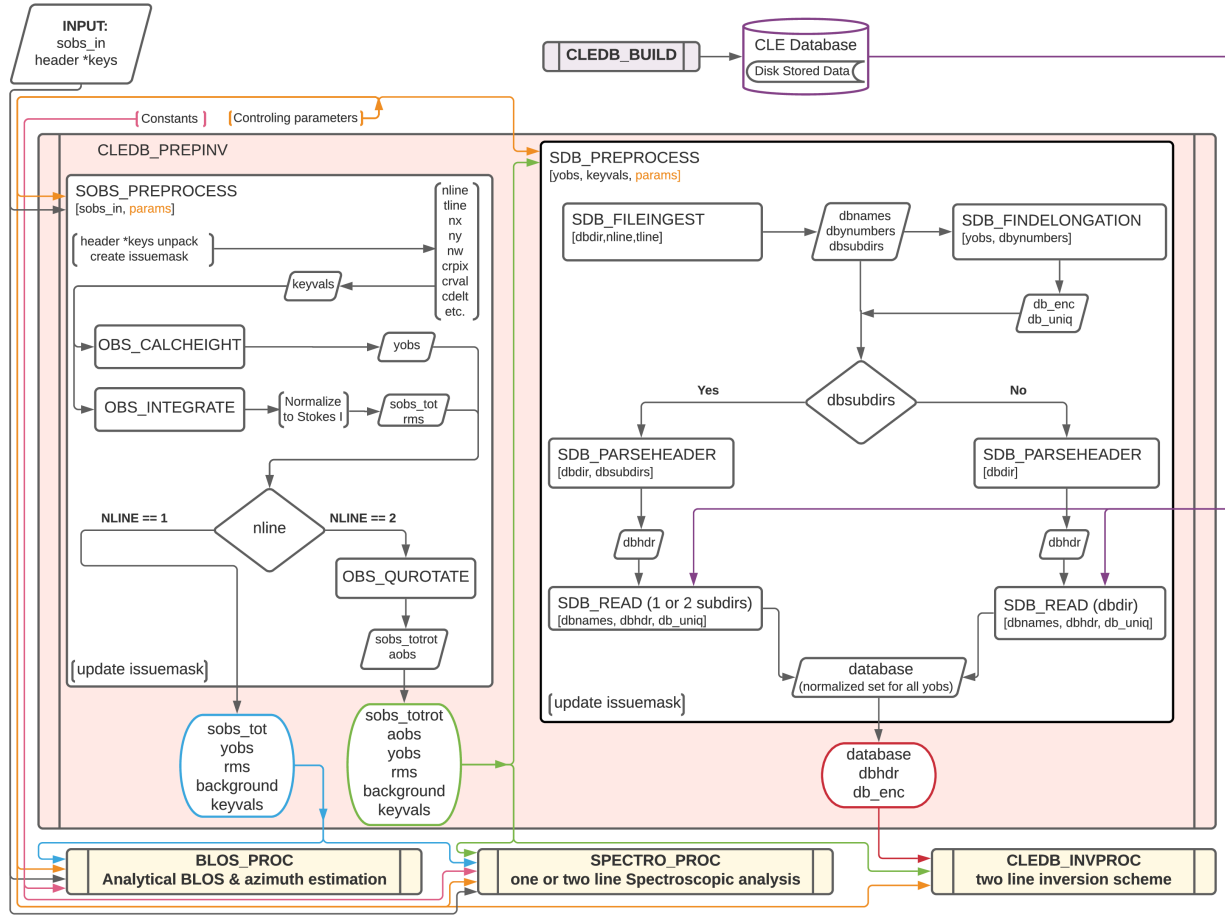 INPUT:
sobs_in
header *keys
CLEDB_BUILD
CLE Database
Disk Stored Data
Constants
Controling parameters
CLEDB_PREPINV
SOBS_PREPROCESS
[sobs_in, params]
header *keys unpack
create issuemask
nline
tline
nx
ny
nw
crpix
crval
cdelt
etc.
keyvals
OBS_CALCHEIGHT
yobs
OBS_INTEGRATE
Normalize
to Stokes I
sobs_tot
rms
nline
NLINE == 1
NLINE == 2
OBS_QUROTATE
sobs_totrot
aobs
update issuemask
sobs_tot
yobs
rms
background
keyvals
sobs_totrot
aobs
yobs
rms
background
keyvals
SDB_PREPROCESS
[yobs, keyvals, params]
SDB_FILEINGEST
[dbdir,nline,tline]
dbnames
dbynumbers
dbsubdirs
SDB_FINDELONGATION
[yobs, dbynumbers]
db_enc
db_uniq
dbsubdirs
Yes
No
SDB_PARSEHEADER
[dbdir, dbsubdirs]
SDB_PARSEHEADER
[dbdir]
dbhdr
dbhdr
SDB_READ (1 or 2 subdirs)
[dbnames, dbhdr, db_uniq]
SDB_READ (dbdir)
[dbnames, dbhdr, db_uniq]
database
(normalized set for all yobs)
update issuemask
database
dbhdr
db_enc
BLOS_PROC
Analytical BLOS & azimuth estimation
SPECTRO_PROC
one or two line Spectroscopic analysis
CLEDB_INVPROC
two line inversion scheme